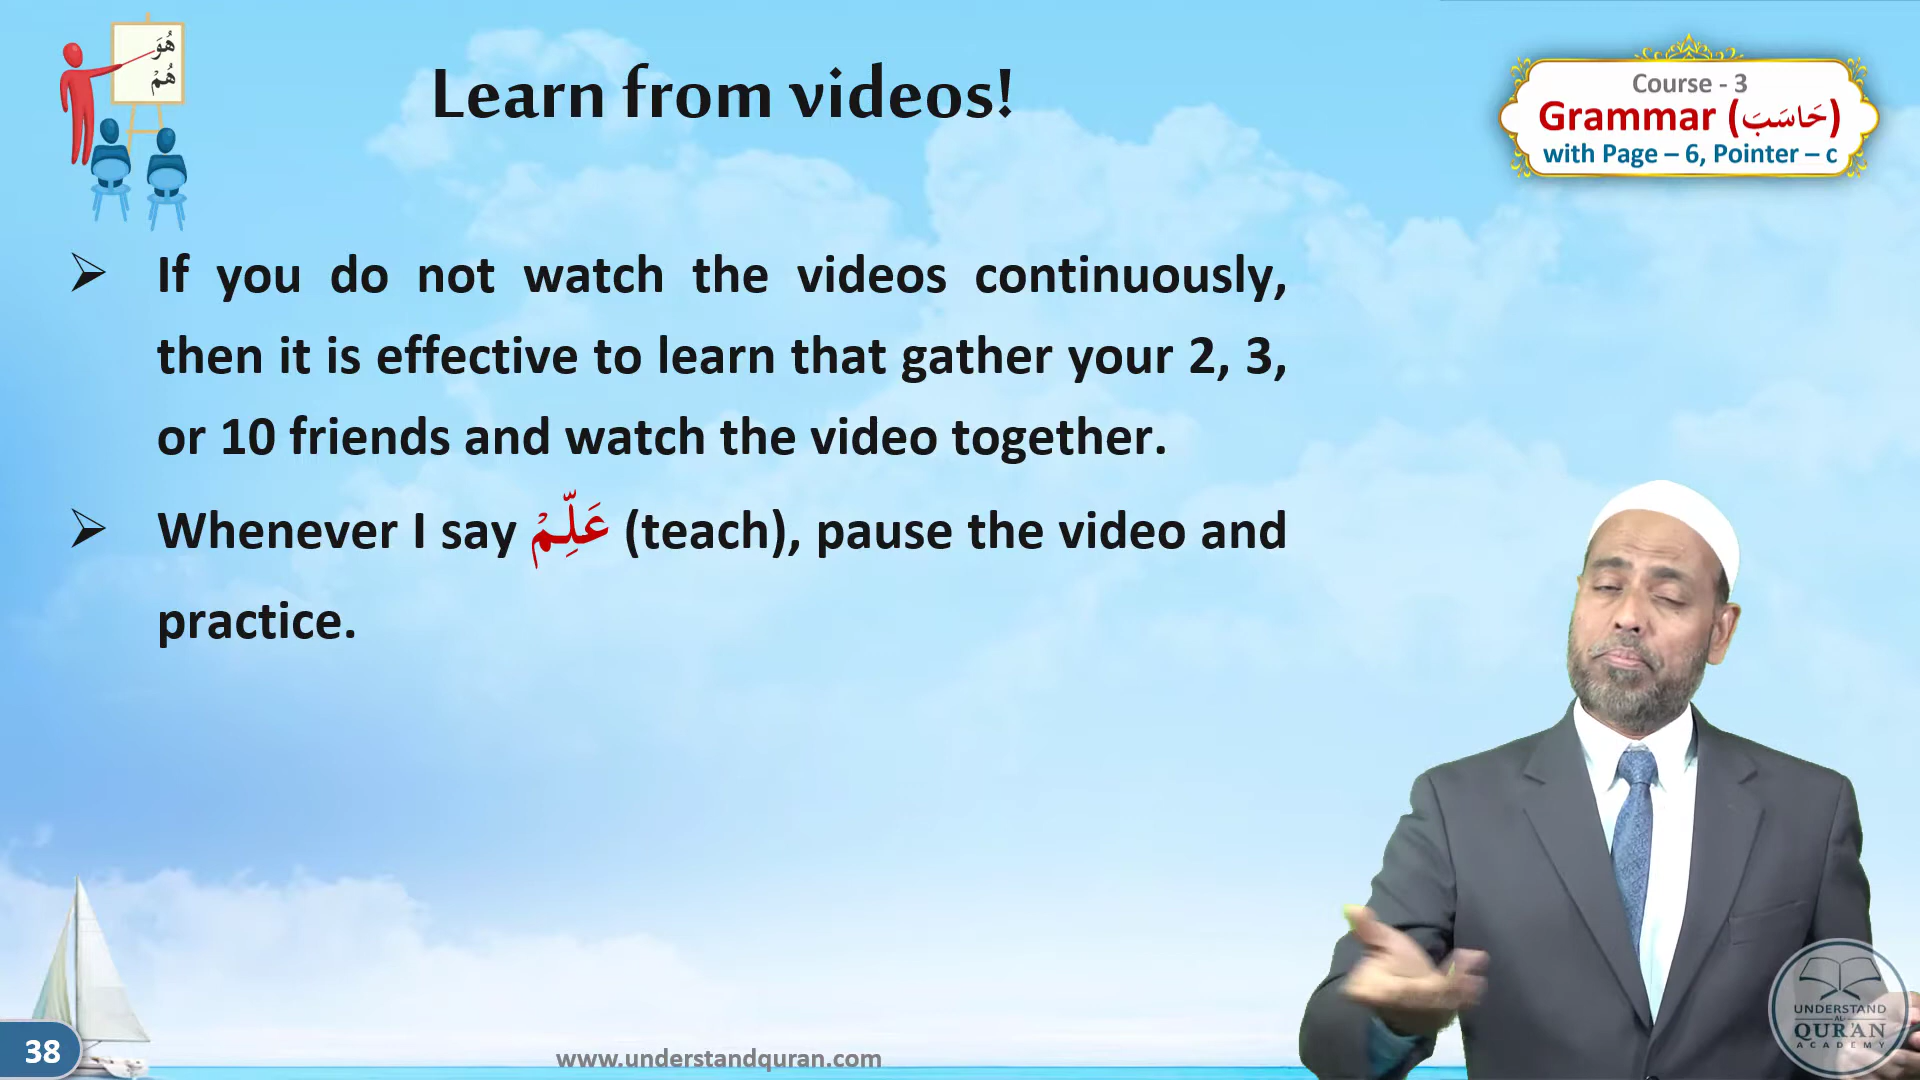 هُوَ
هُمْ
Learn from videos!
Course - 3
Grammar (حَاسَبَ)
with Page – 6, Pointer – c
➢ If you do not watch the videos continuously,
then it is effective to learn that gather your 2, 3,
or 10 friends and watch the video together.
➢ Whenever I say عَلِّمْ (teach), pause the video and
practice.
38
www.understandquran.com
UNDERSTAND
AL
QURAN
ACADEMY